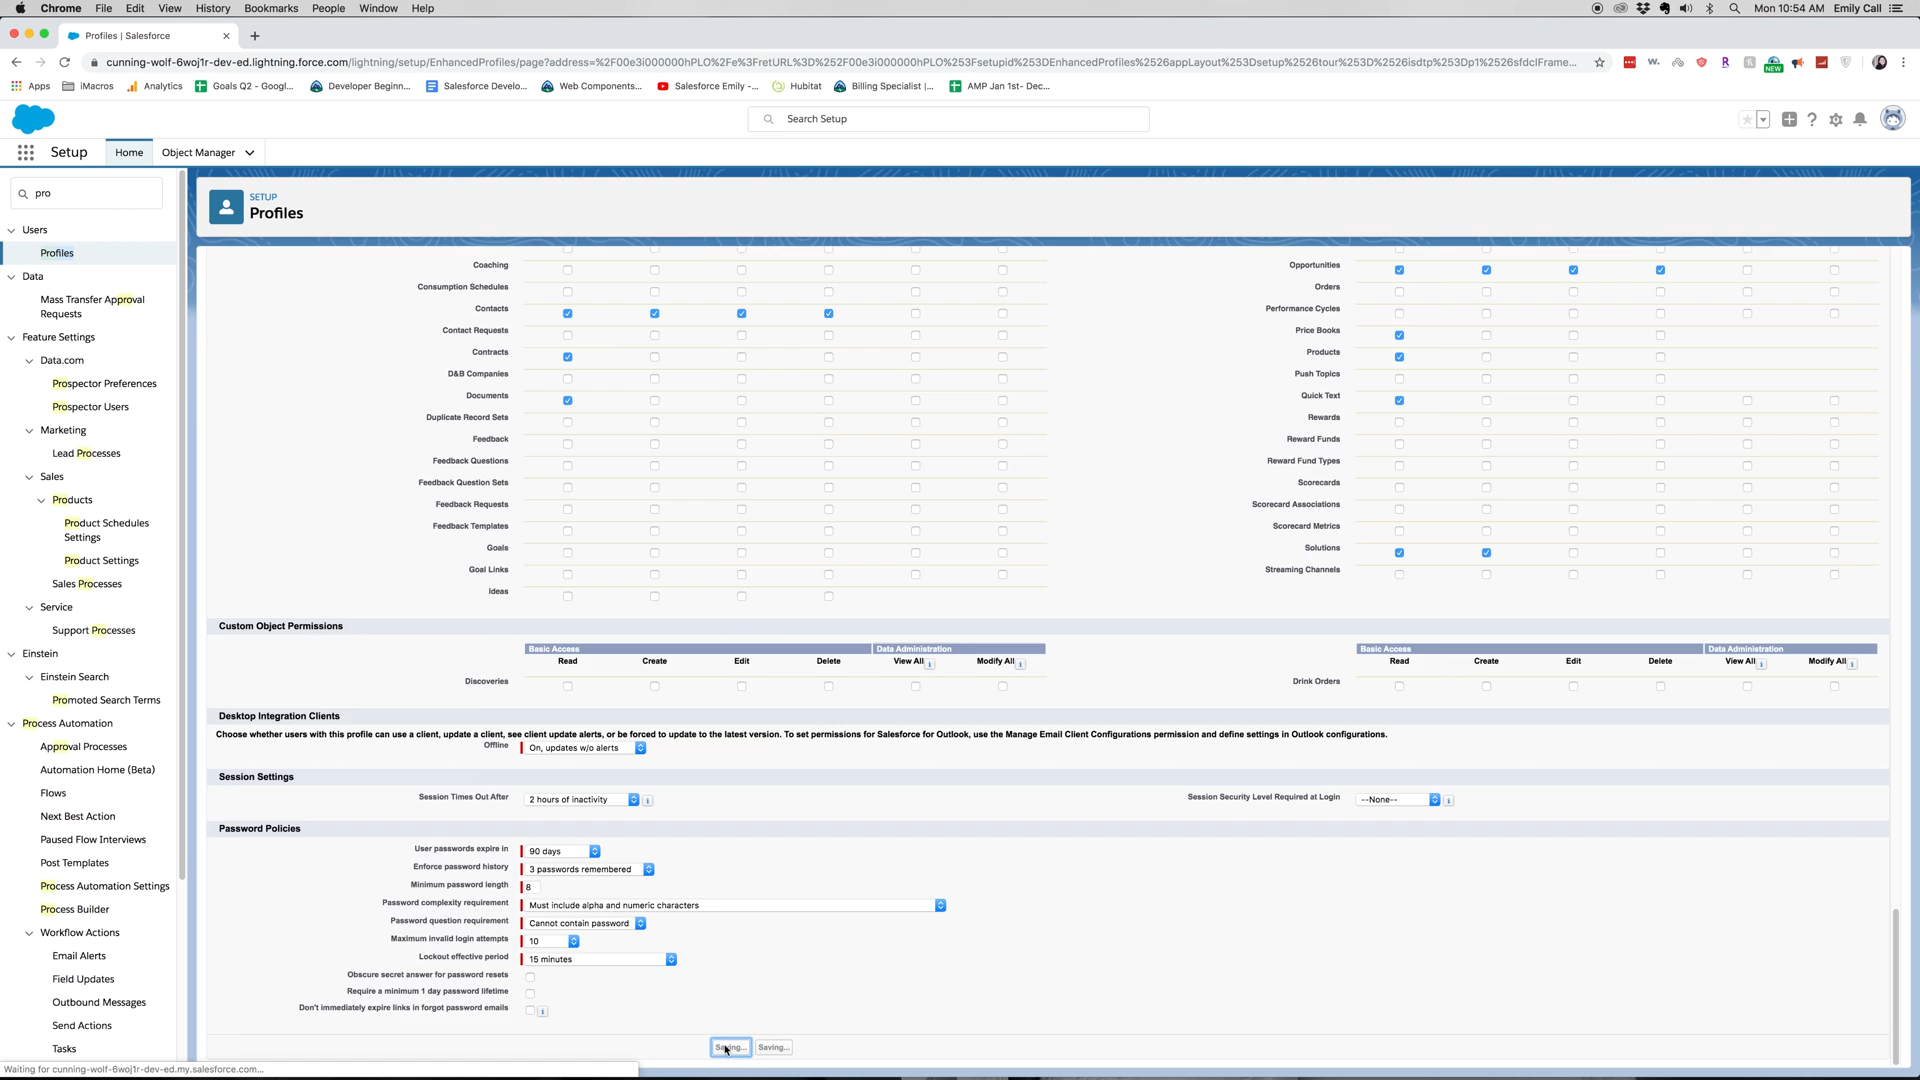 Chrome File Edit View History Bookmarks People Window Help
Mon 10:54 AM Emily Call
Profiles | Salesforce
cunning-wolf-6woj1r-dev-ed.lightning.force.com/lightning/setup/EnhancedProfiles/page?address=%2F00e3i000000hPLO%2Fe%3FretURL%3D%252F00e3i000000hPLO%253Fsetupid%253DEnhancedProfiles%2526appLayout%253Dsetup%2526tour%253D%2526isdtp%253Dp1%2526sfdcIFrame...
Apps iMacros Analytics Goals Q2 - Googl... Developer Beginn... Salesforce Develo... Web Components... Salesforce Emily -... Hubitat Billing Specialist |... AMP Jan 1st- Dec...
Search Setup
Setup Home Object Manager
pro
Users
Profiles
Data
Mass Transfer Approval
Requests
Feature Settings
Data.com
Prospector Preferences
Prospector Users
Marketing
Lead Processes
Sales
Products
Product Schedules
Settings
Product Settings
Sales Processes
Service
Support Processes
Einstein
Einstein Search
Promoted Search Terms
Process Automation
Approval Processes
Automation Home (Beta)
Flows
Next Best Action
Paused Flow Interviews
Post Templates
Process Automation Settings
Process Builder
Workflow Actions
Email Alerts
Field Updates
Outbound Messages
Send Actions
Tasks
SETUP
Profiles
Coaching Opportunities
Consumption Schedules Orders
Contacts Performance Cycles
Contact Requests Price Books
Contracts Products
D&B Companies Push Topics
Documents Quick Text
Duplicate Record Sets Rewards
Feedback Reward Funds
Feedback Questions Reward Fund Types
Feedback Question Sets Scorecards
Feedback Requests Scorecard Associations
Feedback Templates Scorecard Metrics
Goals Solutions
Goal Links Streaming Channels
Ideas
Custom Object Permissions
Basic Access Data Administration Basic Access Data Administration
Read Create Edit Delete View All Modify All Read Create Edit Delete View All Modify All
Discoveries Drink Orders
Desktop Integration Clients
Choose whether users with this profile can use a client, update a client, see client update alerts, or be forced to update to the latest version. To set permissions for Salesforce for Outlook, use the Manage Email Client Configurations permission and define settings in Outlook configurations.
Offline On, updates w/o alerts
Session Settings
Session Times Out After 2 hours of inactivity Session Security Level Required at Login --None--
Password Policies
User passwords expire in 90 days
Enforce password history 3 passwords remembered
Minimum password length 8
Password complexity requirement Must include alpha and numeric characters
Password question requirement Cannot contain password
Maximum invalid login attempts 10
Lockout effective period 15 minutes
Obscure secret answer for password resets
Require a minimum 1 day password lifetime
Don't immediately expire links in forgot password emails
Saving... Saving...
Waiting for cunning-wolf-6woj1r-dev-ed.my.salesforce.com...